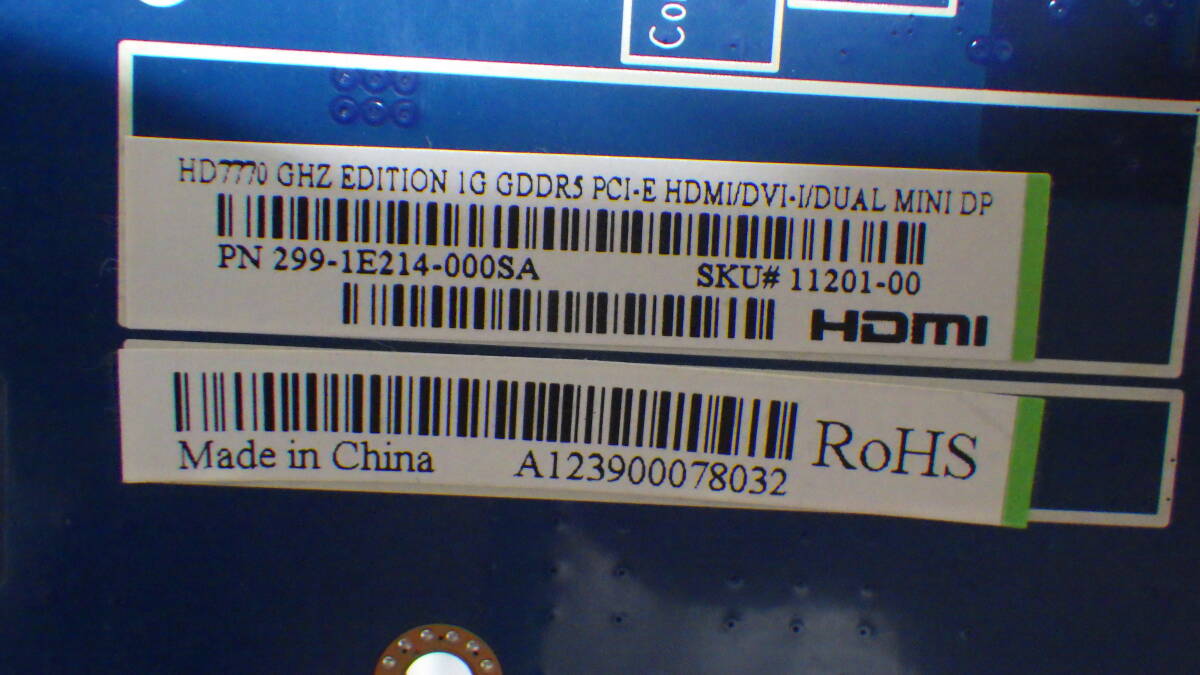 HD7770 GHZ EDITION 1G GDDR5 PCI-E HDMI/DVI-I/DUAL MINI DP
PN 299-1E214-000SA SKU# 11201-00
HDMI
Made in China A123900078032 RoHS